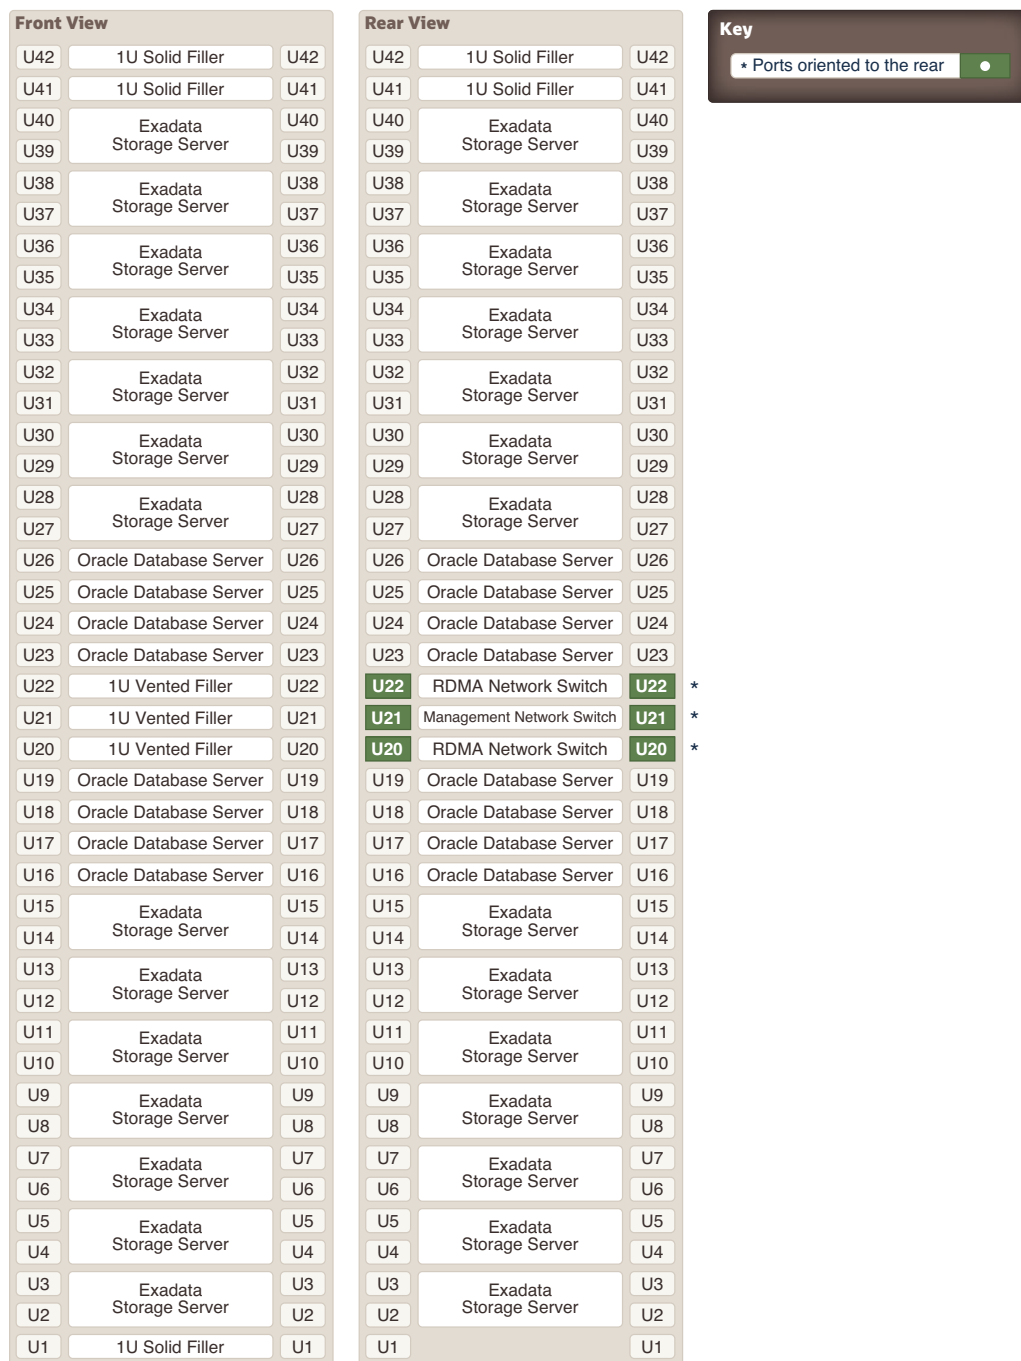 Front View
U42 1U Solid Filler U42
U41 1U Solid Filler U41
U40 Exadata U40
U39 Storage Server U39
U38 Exadata U38
U37 Storage Server U37
U36 Exadata U36
U35 Storage Server U35
U34 Exadata U34
U33 Storage Server U33
U32 Exadata U32
U31 Storage Server U31
U30 Exadata U30
U29 Storage Server U29
U28 Exadata U28
U27 Storage Server U27
U26 Oracle Database Server U26
U25 Oracle Database Server U25
U24 Oracle Database Server U24
U23 Oracle Database Server U23
U22 1U Vented Filler U22
U21 1U Vented Filler U21
U20 1U Vented Filler U20
U19 Oracle Database Server U19
U18 Oracle Database Server U18
U17 Oracle Database Server U17
U16 Oracle Database Server U16
U15 Exadata U15
U14 Storage Server U14
U13 Exadata U13
U12 Storage Server U12
U11 Exadata U11
U10 Storage Server U10
U9 Exadata U9
U8 Storage Server U8
U7 Exadata U7
U6 Storage Server U6
U5 Exadata U5
U4 Storage Server U4
U3 Exadata U3
U2 Storage Server U2
U1 1U Solid Filler U1
Rear View
U42 1U Solid Filler U42
U41 1U Solid Filler U41
U40 Exadata U40
U39 Storage Server U39
U38 Exadata U38
U37 Storage Server U37
U36 Exadata U36
U35 Storage Server U35
U34 Exadata U34
U33 Storage Server U33
U32 Exadata U32
U31 Storage Server U31
U30 Exadata U30
U29 Storage Server U29
U28 Exadata U28
U27 Storage Server U27
U26 Oracle Database Server U26
U25 Oracle Database Server U25
U24 Oracle Database Server U24
U23 Oracle Database Server U23
U22 RDMA Network Switch U22 *
U21 Management Network Switch U21 *
U20 RDMA Network Switch U20 *
U19 Oracle Database Server U19
U18 Oracle Database Server U18
U17 Oracle Database Server U17
U16 Oracle Database Server U16
U15 Exadata U15
U14 Storage Server U14
U13 Exadata U13
U12 Storage Server U12
U11 Exadata U11
U10 Storage Server U10
U9 Exadata U9
U8 Storage Server U8
U7 Exadata U7
U6 Storage Server U6
U5 Exadata U5
U4 Storage Server U4
U3 Exadata U3
U2 Storage Server U2
U1 U1
Key
* Ports oriented to the rear